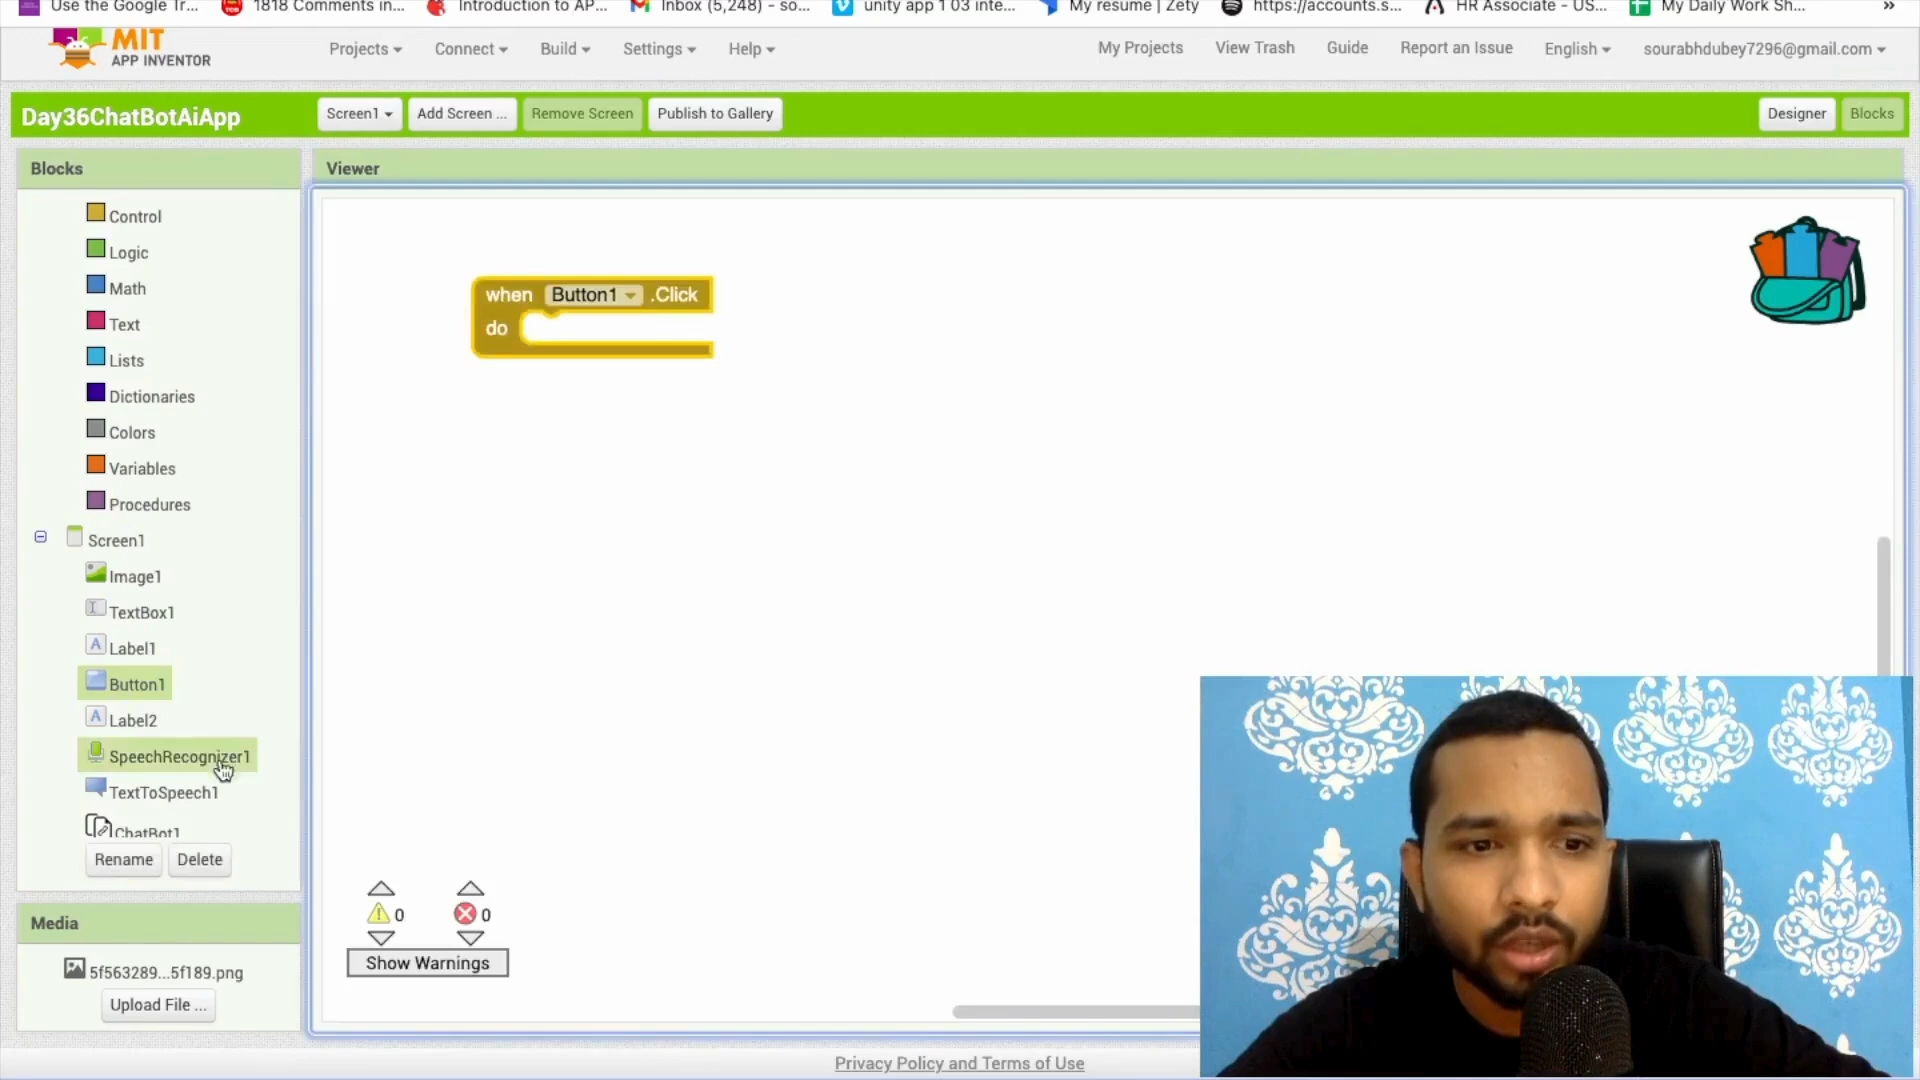 Use the Google Tr...
1818 Comments in...
Introduction to AP...
Inbox (5,248) - so...
unity app 1 03 inte...
My resume | Zety
https://accounts.s...
HR Associate - US...
My Daily Work Sh...
»
MIT
APP INVENTOR
Projects
Connect
Build
Settings
Help
My Projects
View Trash
Guide
Report an Issue
English
sourabhdubey7296@gmail.com
Day36ChatBotAiApp
Screen1
Add Screen ...
Remove Screen
Publish to Gallery
Designer
Blocks
Blocks
Viewer
Control
Logic
Math
Text
Lists
Dictionaries
Colors
Variables
Procedures
Screen1
Image1
TextBox1
Label1
Button1
Label2
SpeechRecognizer1
TextToSpeech1
ChatBot1
Rename
Delete
when Button1 .Click
do
0
0
Show Warnings
Media
5f563289...5f189.png
Upload File ...
Privacy Policy and Terms of Use